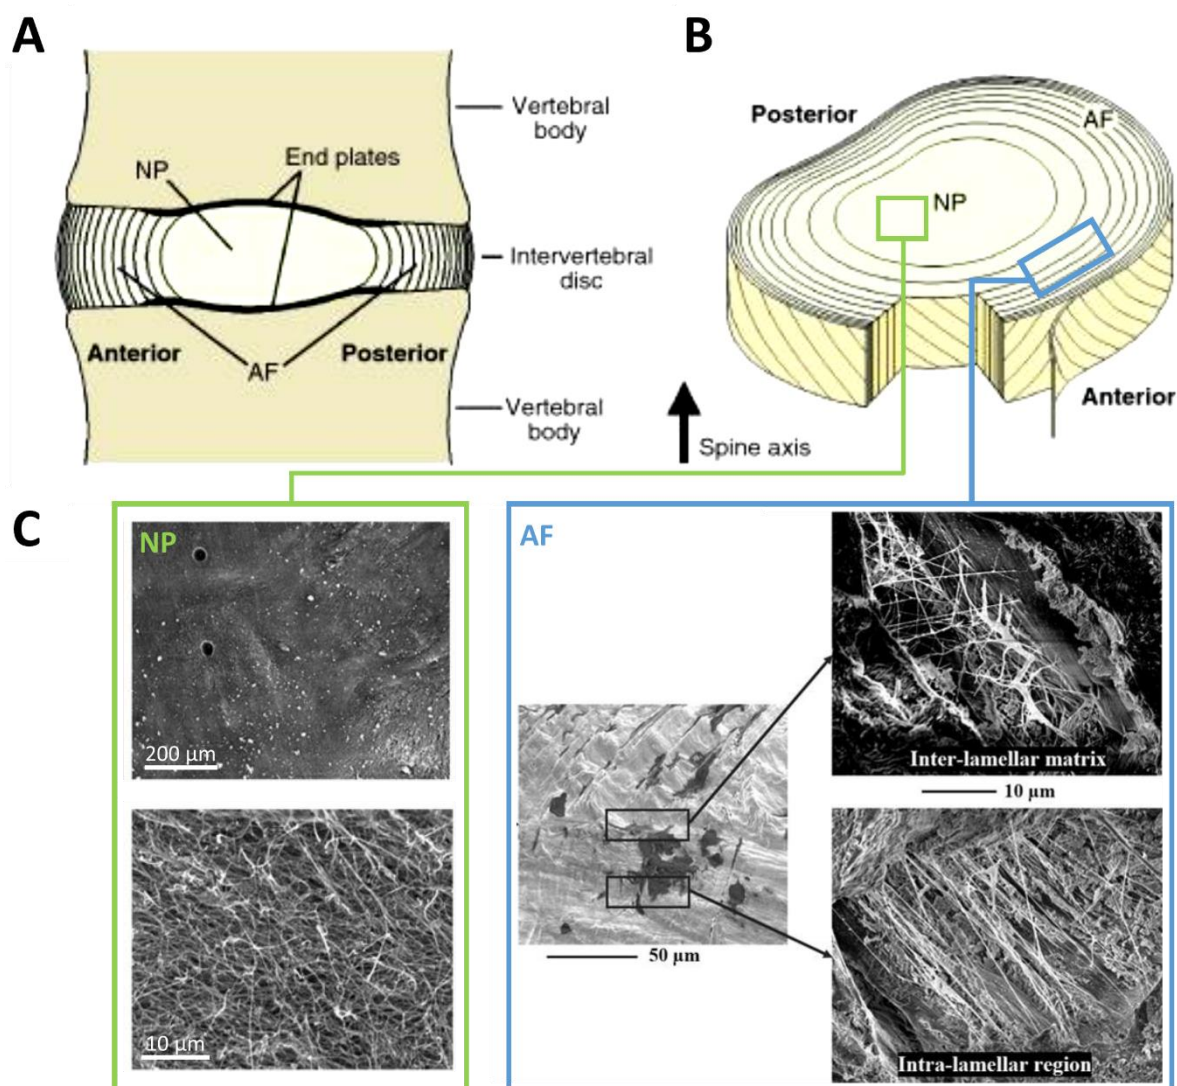 A
Vertebral
body
NP
End plates
Intervertebral
disc
Anterior
Posterior
AF
Vertebral
body
B
Posterior
AF
NP
Anterior
Spine axis
C
NP
200 µm
10 µm
AF
Inter-lamellar matrix
10 µm
50 µm
Intra-lamellar region